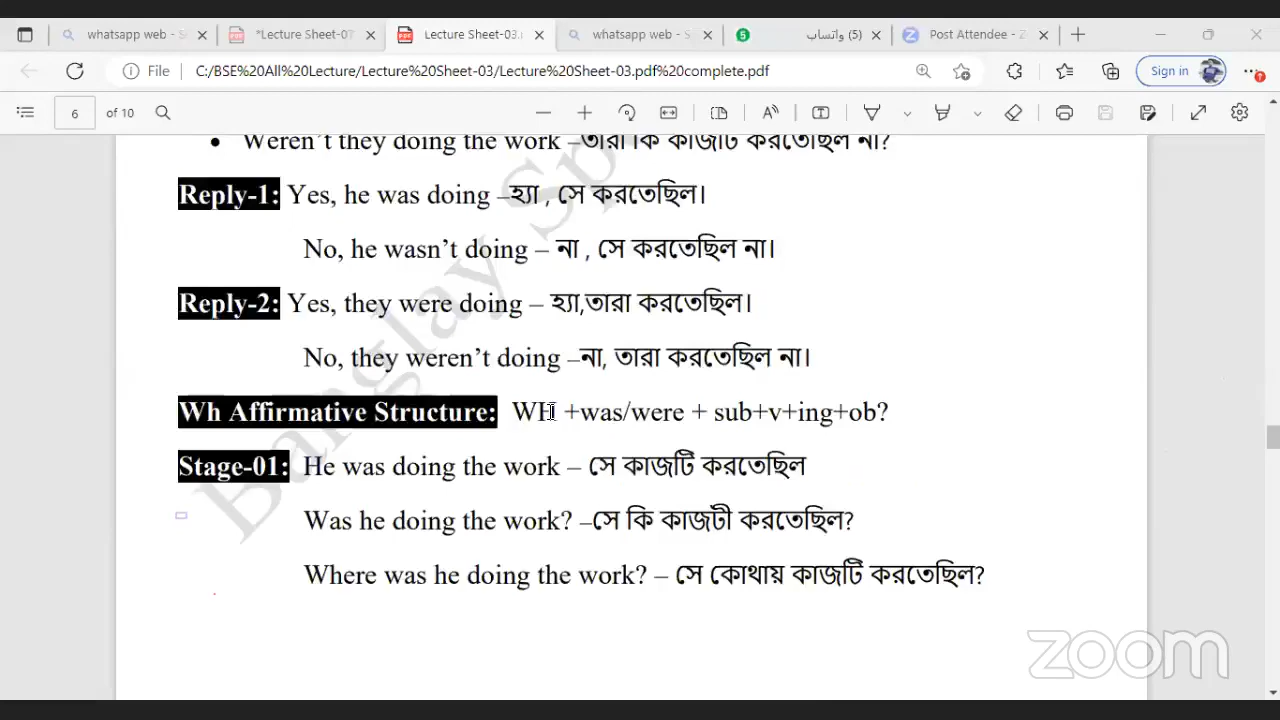 whatsapp web - S
*Lecture Sheet-07
Lecture Sheet-03.
whatsapp web - S
(5) واتساب
Post Attendee - Z
File
C:/BSE%20All%20Lecture/Lecture%20Sheet-03/Lecture%20Sheet-03.pdf%20complete.pdf
Sign in
6 of 10
• Weren't they doing the work –তারা কি কাজটি করতেছিল না?
Reply-1: Yes, he was doing –হ্যা , সে করতেছিল।
No, he wasn't doing – না , সে করতেছিল না।
Reply-2: Yes, they were doing – হ্যা,তারা করতেছিল।
No, they weren't doing –না, তারা করতেছিল না।
Wh Affirmative Structure: WH +was/were + sub+v+ing+ob?
Stage-01: He was doing the work – সে কাজটি করতেছিল
Was he doing the work? –সে কি কাজটী করতেছিল?
Where was he doing the work? – সে কোথায় কাজটি করতেছিল?
Banglay Sp
zoom